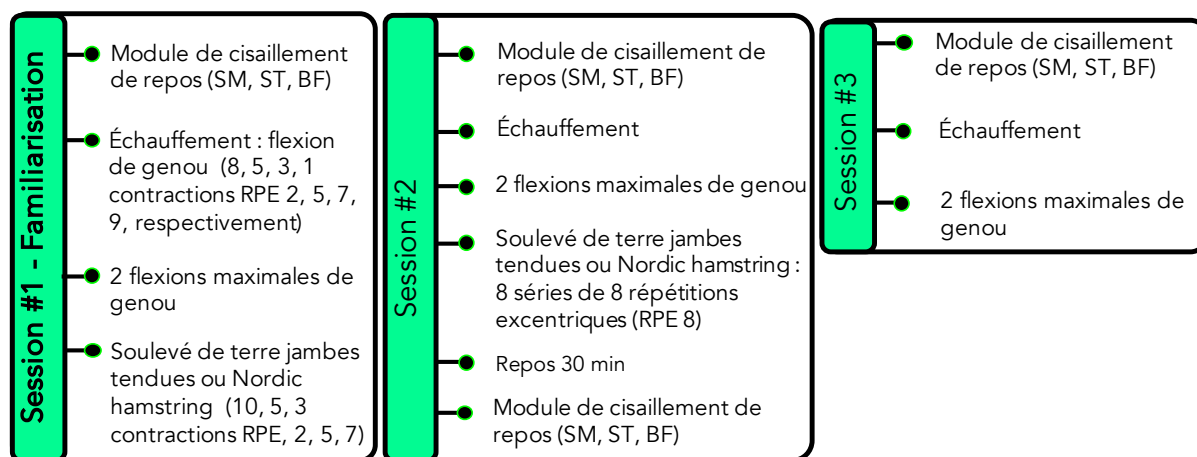 Session #1 - Familiarisation
Module de cisaillement
de repos (SM, ST, BF)
Échauffement : flexion
de genou (8, 5, 3, 1
contractions RPE 2, 5, 7,
9, respectivement)
2 flexions maximales de
genou
Soulevé de terre jambes
tendues ou Nordic
hamstring (10, 5, 3
contractions RPE, 2, 5, 7)
Session #2
Module de cisaillement de
repos (SM, ST, BF)
Échauffement
2 flexions maximales de genou
Soulevé de terre jambes
tendues ou Nordic hamstring :
8 séries de 8 répétitions
excentriques (RPE 8)
Repos 30 min
Module de cisaillement de
repos (SM, ST, BF)
Session #3
Module de cisaillement
de repos (SM, ST, BF)
Échauffement
2 flexions maximales de
genou